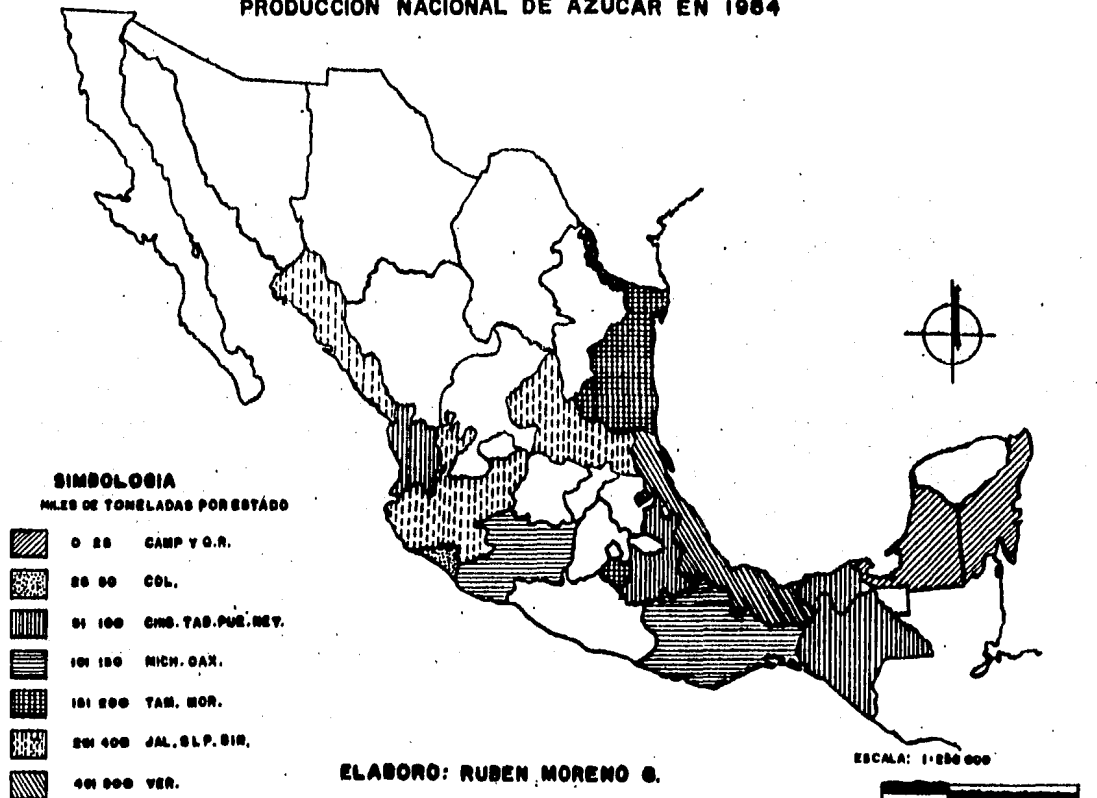 PRODUCCION NACIONAL DE AZUCAR EN 1984
SIMBOLOGIA
MILES DE TONELADAS POR ESTADO
0 25 CAMP Y Q.R.
26 50 COL.
51 100 CHIS. TAB. PUE. NAY.
101 150 MICH. OAX.
151 200 TAM. MOR.
201 400 JAL. S L P. SIN.
401 900 VER.
ELABORO: RUBEN MORENO G.
ESCALA: 1:250 000